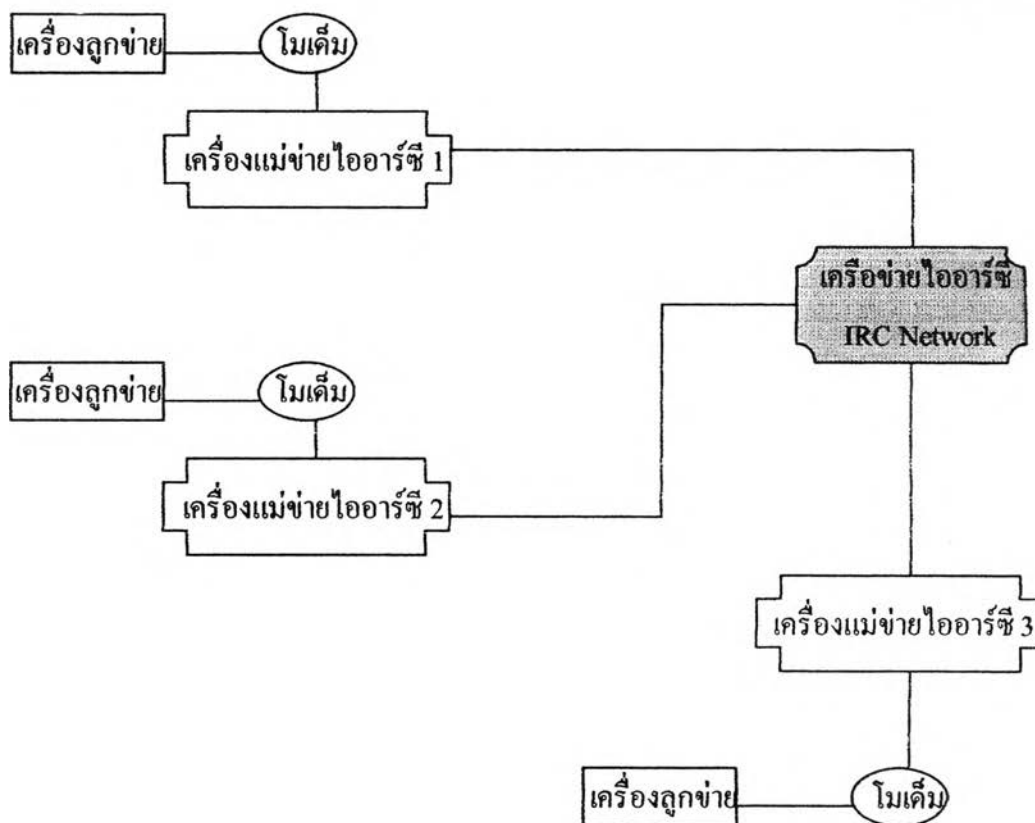 เครื่องลูกข่าย
โมเด็ม
เครื่องแม่ข่ายไออาร์ซี 1
เครือข่ายไออาร์ซี
IRC Network
เครื่องลูกข่าย
โมเด็ม
เครื่องแม่ข่ายไออาร์ซี 2
เครื่องแม่ข่ายไออาร์ซี 3
เครื่องลูกข่าย
โมเด็ม